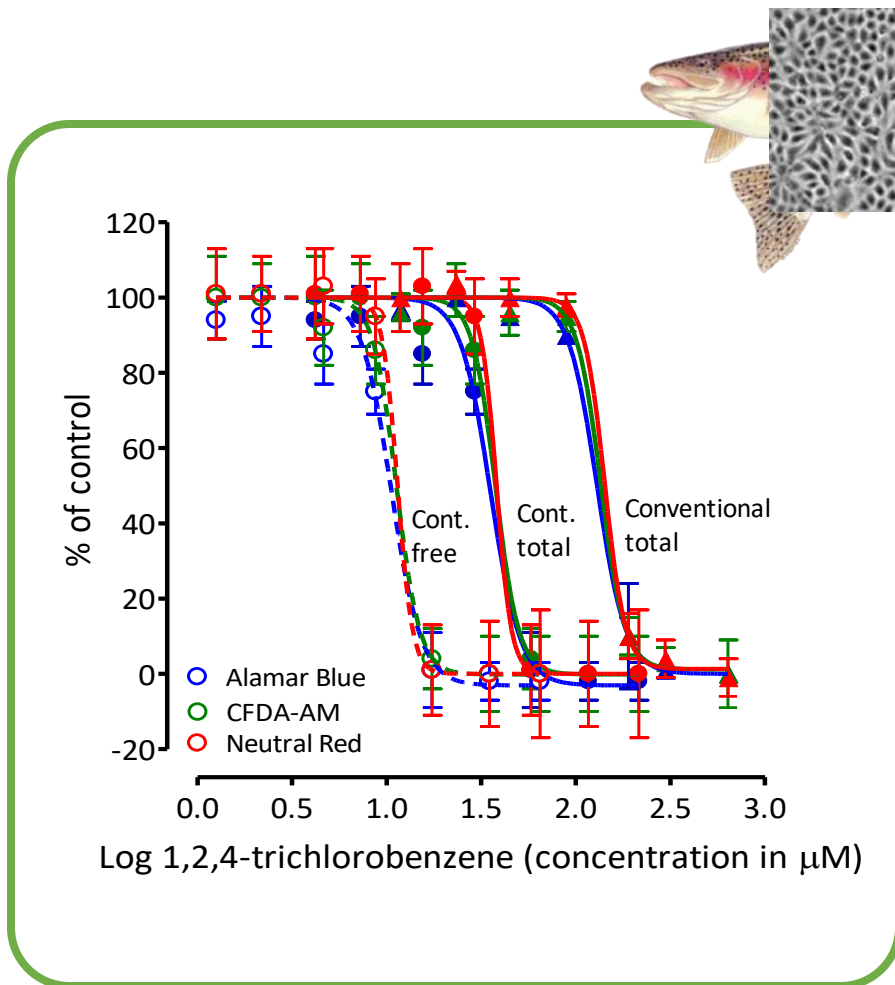 120
100
80
60
40
20
0
-20
% of control
Cont.
free
Cont.
total
Conventional
total
Alamar Blue
CFDA-AM
Neutral Red
0.0 0.5 1.0 1.5 2.0 2.5 3.0
Log 1,2,4-trichlorobenzene (concentration in μM)